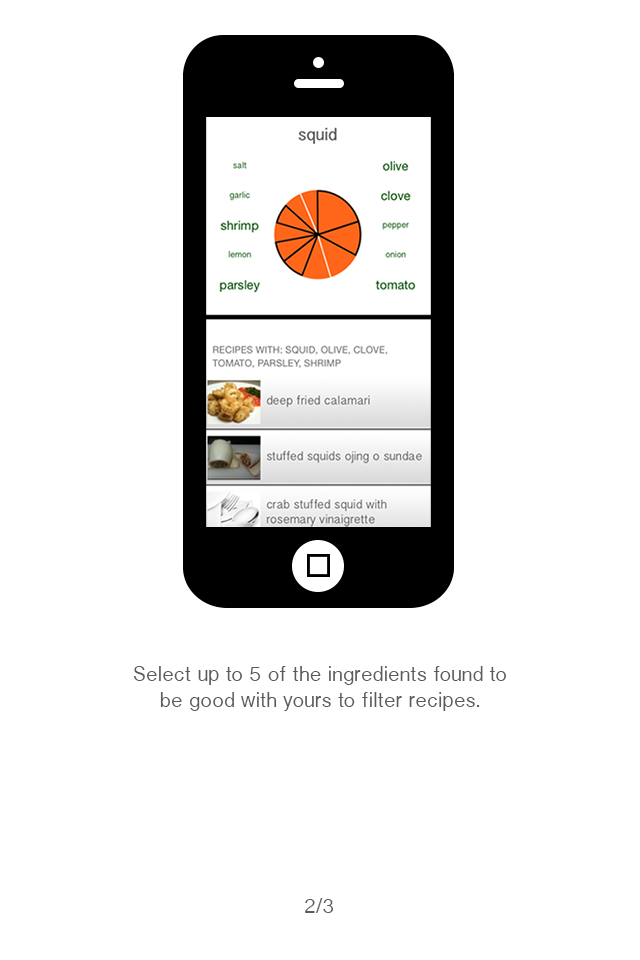 squid
salt
olive
garlic
clove
shrimp
pepper
lemon
onion
parsley
tomato
RECIPES WITH: SQUID, OLIVE, CLOVE,
TOMATO, PARSLEY, SHRIMP
deep fried calamari
stuffed squids ojing o sundae
crab stuffed squid with
rosemary vinaigrette
Select up to 5 of the ingredients found to
be good with yours to filter recipes.
2/3